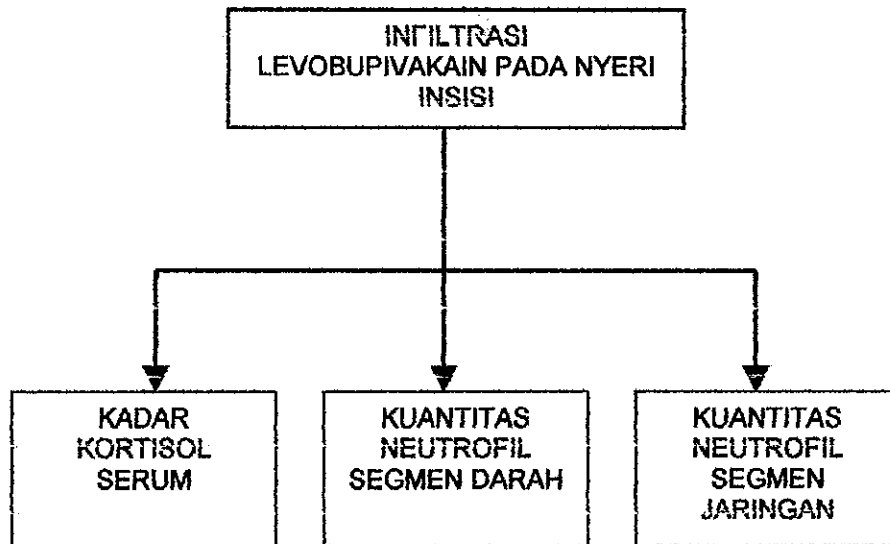 INFILTRASI
LEVOBUPIVAKAIN PADA NYERI
INSISI
KADAR
KORTISOL
SERUM
KUANTITAS
NEUTROFIL
SEGMEN DARAH
KUANTITAS
NEUTROFIL
SEGMEN
JARINGAN